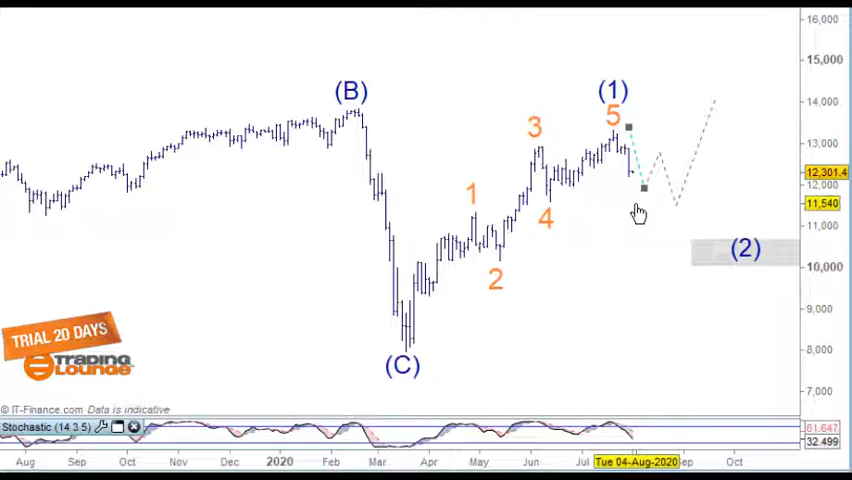 16,000
15,000
14,000
13,000
12,301.4
12,000
11,540
11,000
10,000
9,000
8,000
7,000
(B)
(C)
1
2
3
4
(1)
5
(2)
TRIAL 20 DAYS
Trading
Lounge
© IT-Finance.com Data is indicative
Stochastic (14 3 5)
61.647
32.499
Aug Sep Oct Nov Dec 2020 Feb Mar Apr May Jun Jul Tue 04-Aug-2020 Sep Oct